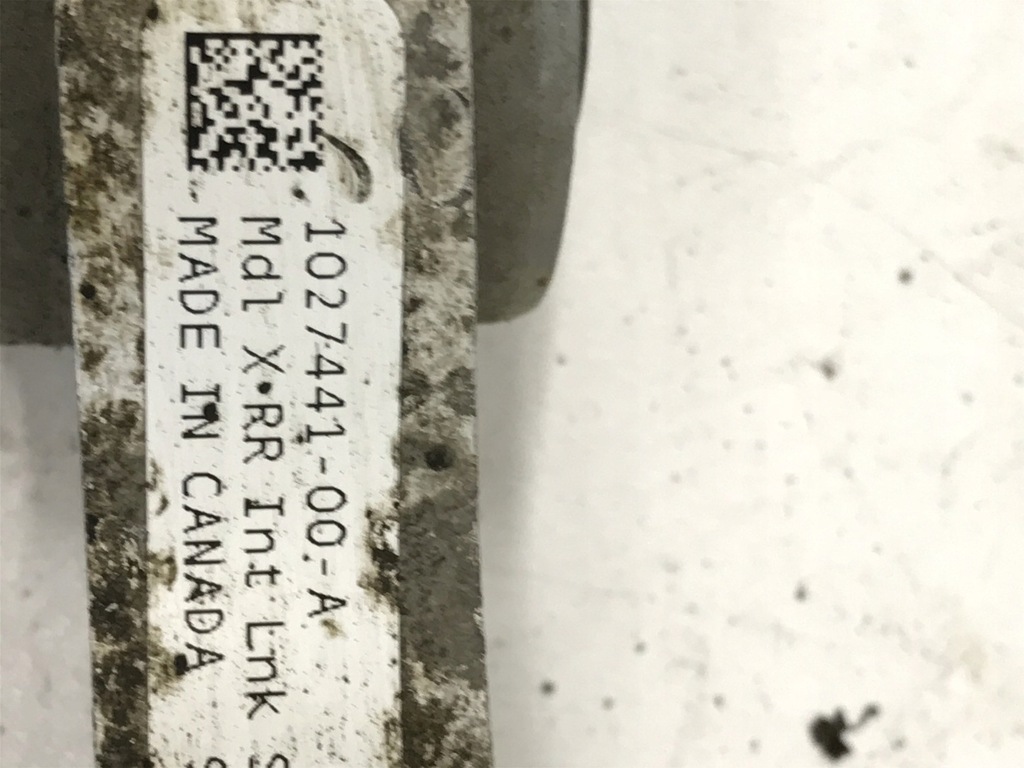 1027441-00-A
Mdl X RR Int Lnk S
MADE IN CANADA S